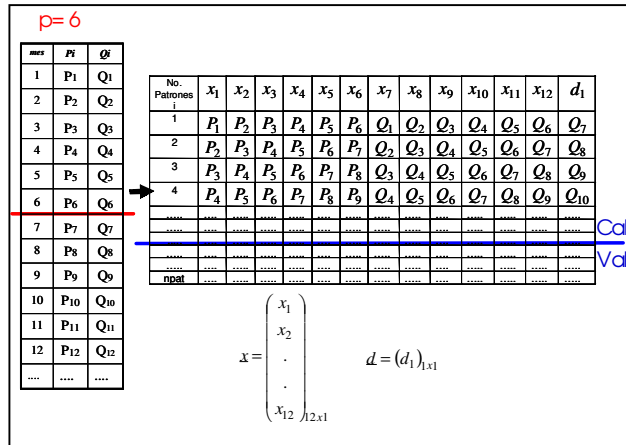 p= 6
mes Pi Qi
1 P1 Q1
2 P2 Q2
3 P3 Q3
4 P4 Q4
5 P5 Q5
6 P6 Q6
7 P7 Q7
8 P8 Q8
9 P9 Q9
10 P10 Q10
11 P11 Q11
12 P12 Q12
.... .... ....
No. Patrones i x1 x2 x3 x4 x5 x6 x7 x8 x9 x10 x11 x12 d1
1 P1 P2 P3 P4 P5 P6 Q1 Q2 Q3 Q4 Q5 Q6 Q7
2 P2 P3 P4 P5 P6 P7 Q2 Q3 Q4 Q5 Q6 Q7 Q8
3 P3 P4 P5 P6 P7 P8 Q3 Q4 Q5 Q6 Q7 Q8 Q9
4 P4 P5 P6 P7 P8 P9 Q4 Q5 Q6 Q7 Q8 Q9 Q10
..... .... .... .... .... .... .... .... .... .... .... .... .... .....
..... .... .... .... .... .... .... .... .... .... .... .... .... .....
Cal
Val
..... .... .... .... .... .... .... .... .... .... .... .... .... .....
..... .... .... .... .... .... .... .... .... .... .... .... .... .....
npat .... .... .... .... .... .... .... .... .... .... .... .... .....
x = (x1 x2 . . x12)12x1
d = (d1)1x1